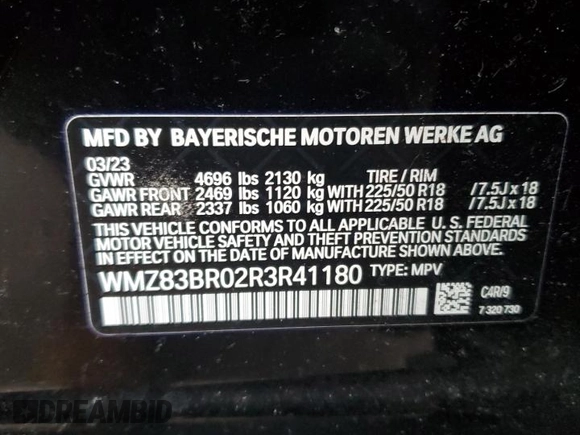 MFD BY BAYERISCHE MOTOREN WERKE AG
03/23
GVWR 4696 lbs 2130 kg TIRE / RIM
GAWR FRONT 2469 lbs 1120 kg WITH 225/50 R18 /7.5J x 18
GAWR REAR 2337 lbs 1060 kg WITH 225/50 R18 /7.5J x 18
THIS VEHICLE CONFORMS TO ALL APPLICABLE U. S. FEDERAL
MOTOR VEHICLE SAFETY AND THEFT PREVENTION STANDARDS
IN EFFECT ON THE DATE OF MANUFACTURE SHOWN ABOVE.
WMZ83BR02R3R41180 TYPE: MPV
C4R/9
7 320 730
DREAMBID